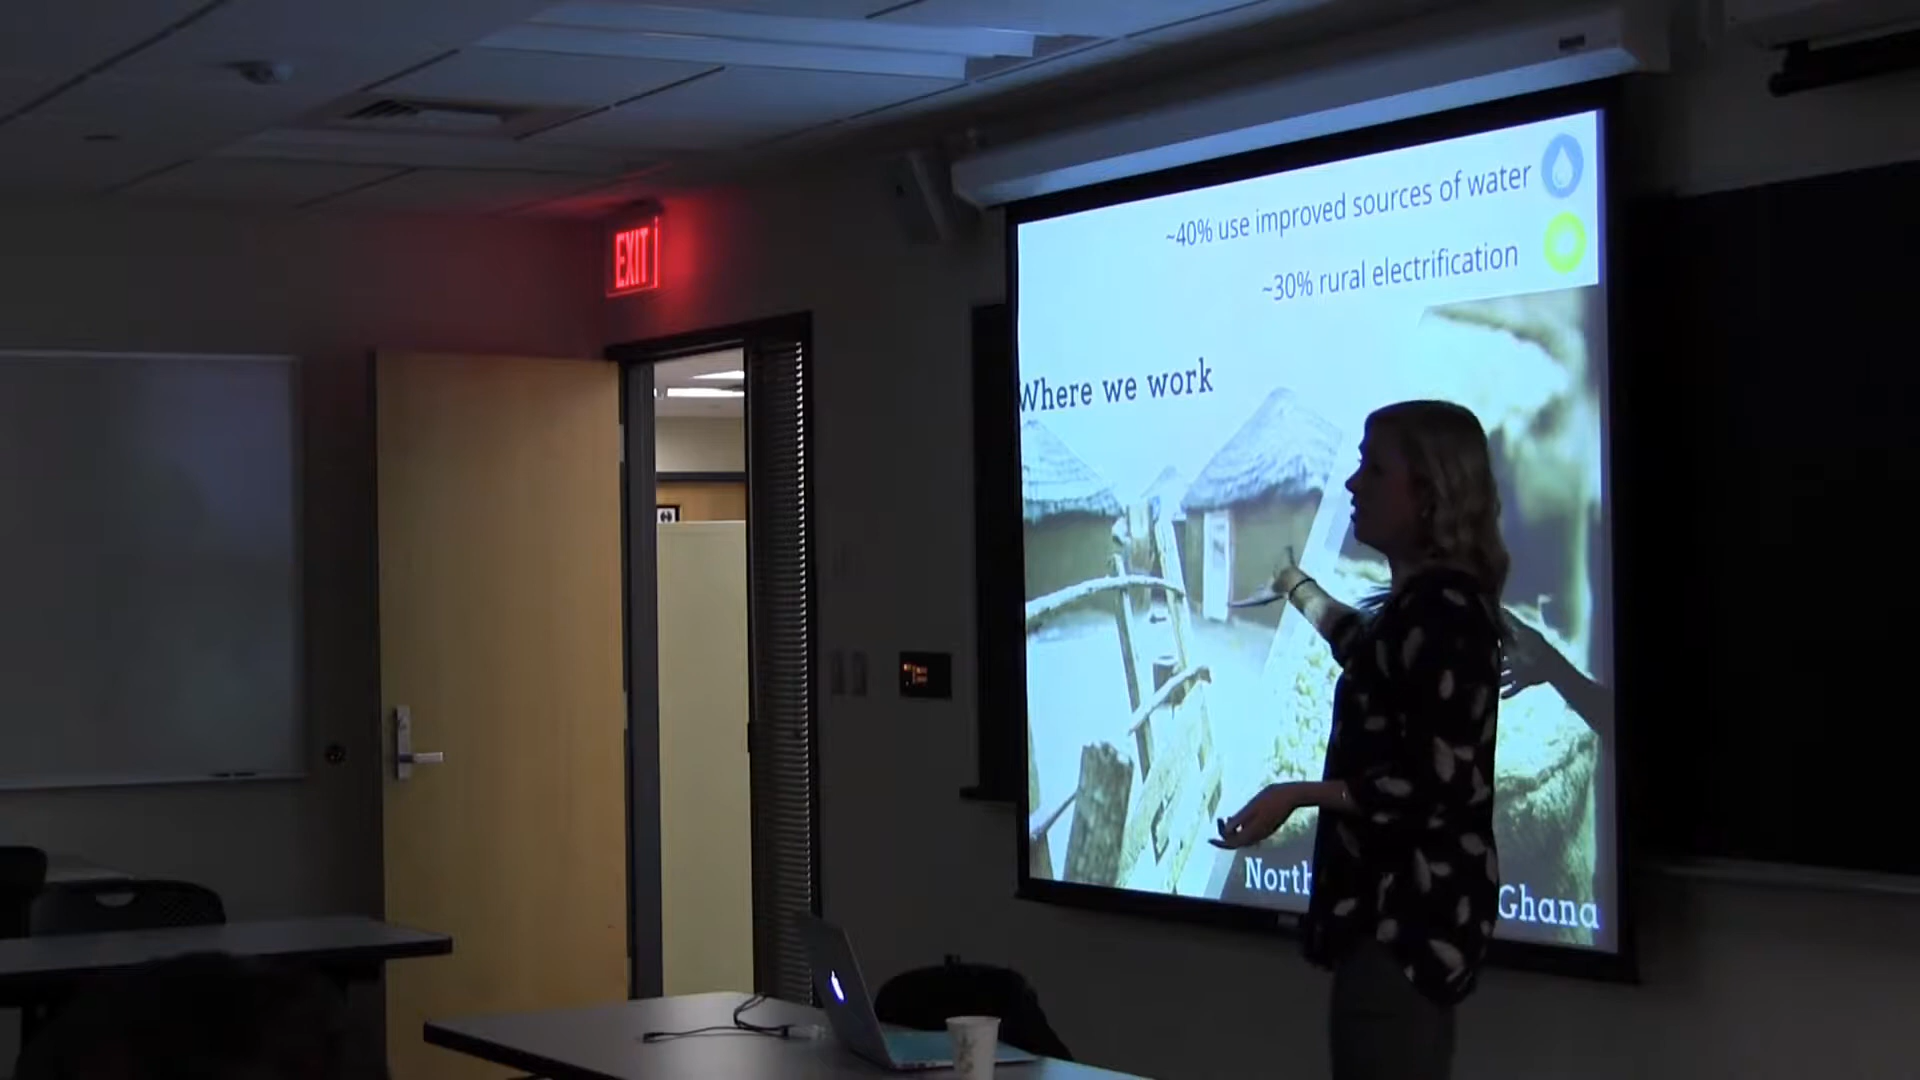 EXIT
~40% use improved sources of water
~30% rural electrification
Where we work
North
Ghana